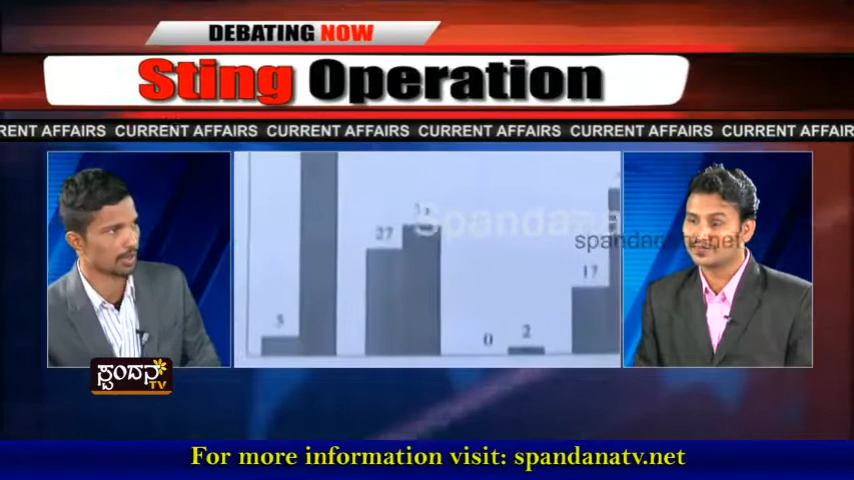 DEBATING NOW
Sting Operation
RENT AFFAIRS CURRENT AFFAIRS CURRENT AFFAIRS CURRENT AFFAIRS CURRENT AFFAIRS CURRENT AFFAIR
27
Spandana
spandanatv.net
17
5
0
2
ಸ್ಪಂದನ
TV
For more information visit: spandanatv.net